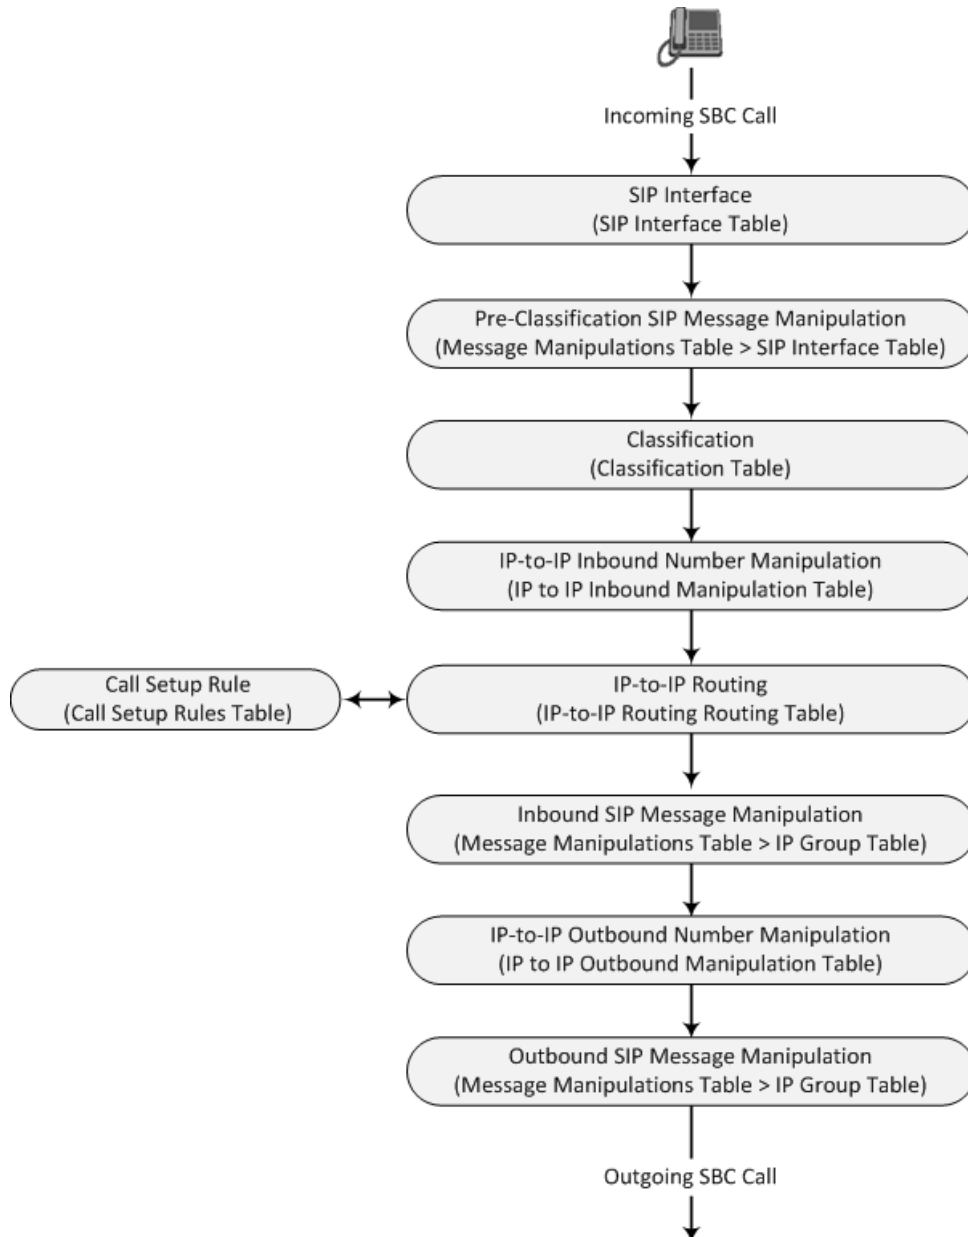 Incoming SBC Call
SIP Interface
(SIP Interface Table)
Pre-Classification SIP Message Manipulation
(Message Manipulations Table > SIP Interface Table)
Classification
(Classification Table)
IP-to-IP Inbound Number Manipulation
(IP to IP Inbound Manipulation Table)
Call Setup Rule
(Call Setup Rules Table)
IP-to-IP Routing
(IP-to-IP Routing Routing Table)
Inbound SIP Message Manipulation
(Message Manipulations Table > IP Group Table)
IP-to-IP Outbound Number Manipulation
(IP to IP Outbound Manipulation Table)
Outbound SIP Message Manipulation
(Message Manipulations Table > IP Group Table)
Outgoing SBC Call